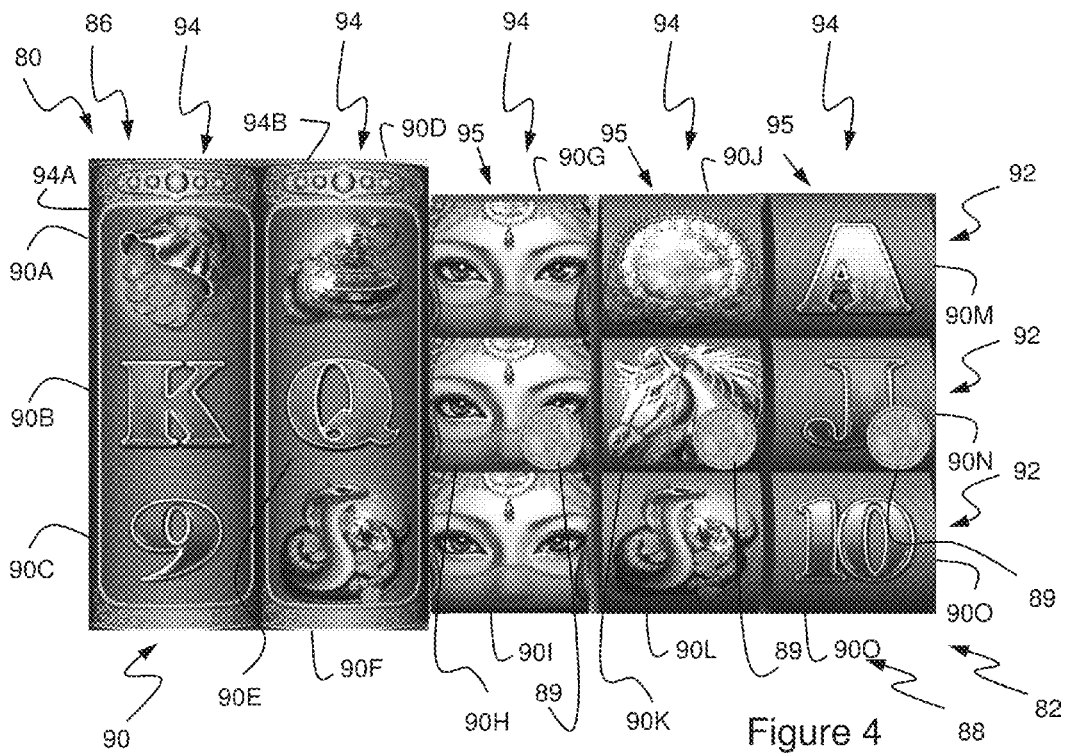 86 94 94 94 94 94
80
94B 90D 95 90G 95 90J 95
94A 92
90A A 90M
92
90B K Q J 90N
92
90C 9 10 90O 89
90E 90F 90I 90L 89 90O
90 90H 89 90K 88 82
Figure 4